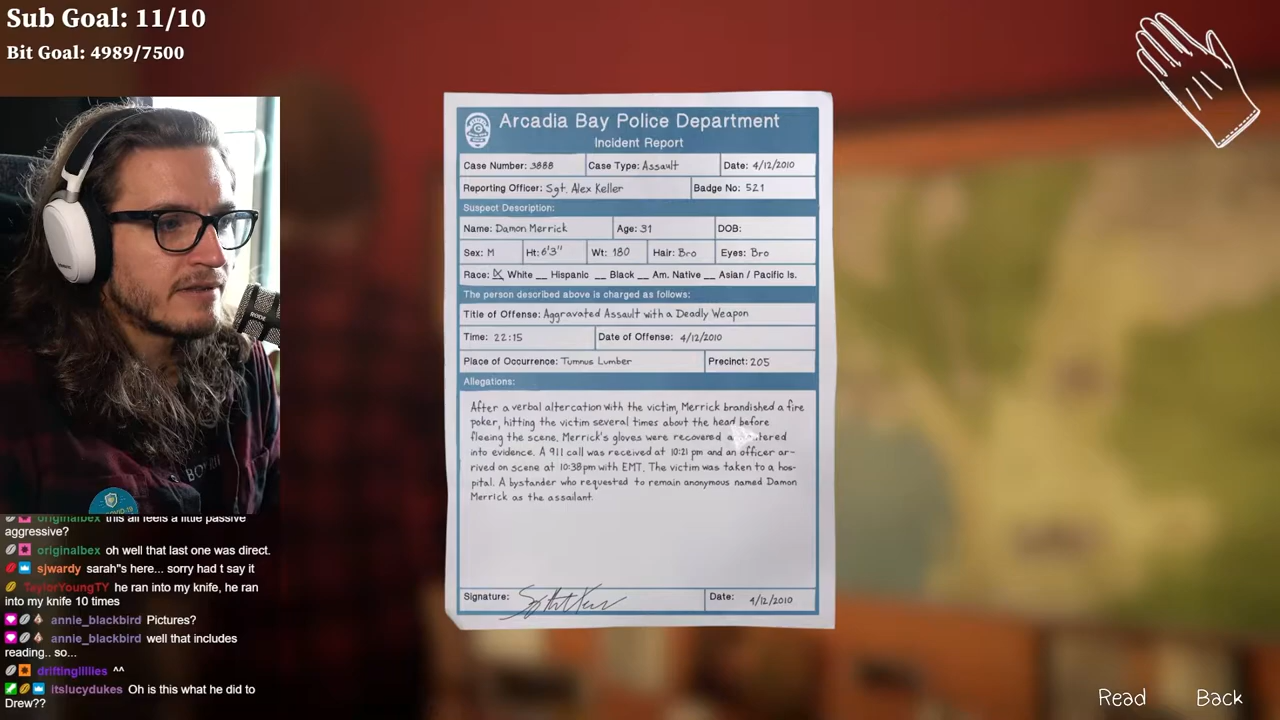 Sub Goal: 11/10
Bit Goal: 4989/7500
Arcadia Bay Police Department
Incident Report
Case Number: 3888 Case Type: Assault Date: 4/12/2010
Reporting Officer: Sgt. Alex Keller Badge No: 521
Suspect Description:
Name: Damon Merrick Age: 31 DOB:
Sex: M Ht: 6'3" Wt: 180 Hair: Bro Eyes: Bro
Race: X White __ Hispanic __ Black __ Am. Native __ Asian / Pacific Is.
The person described above is charged as follows:
Title of Offense: Aggravated Assault with a Deadly Weapon
Time: 22:15 Date of Offense: 4/12/2010
Place of Occurrence: Tumnus Lumber Precinct: 205
Allegations:
After a verbal altercation with the victim, Merrick brandished a fire
poker, hitting the victim several times about the head before
fleeing the scene. Merrick's gloves were recovered
into evidence. A 911 call was received at 10:21 pm and an officer ar-
rived on scene at 10:38pm with EMT. The victim was taken to a hos-
pital. A bystander who requested to remain anonymous named Damon
Merrick as the assailant.
Signature: Date: 4/12/2010
RODE
originalbex this all feels a little passive
aggressive?
originalbex oh well that last one was direct.
sjwardy sarah"s here... sorry had t say it
TaylorYoungTY he ran into my knife, he ran
into my knife 10 times
annie_blackbird Pictures?
annie_blackbird well that includes
reading.. so...
driftinglllies ^^
itslucydukes Oh is this what he did to
Drew??
Read Back